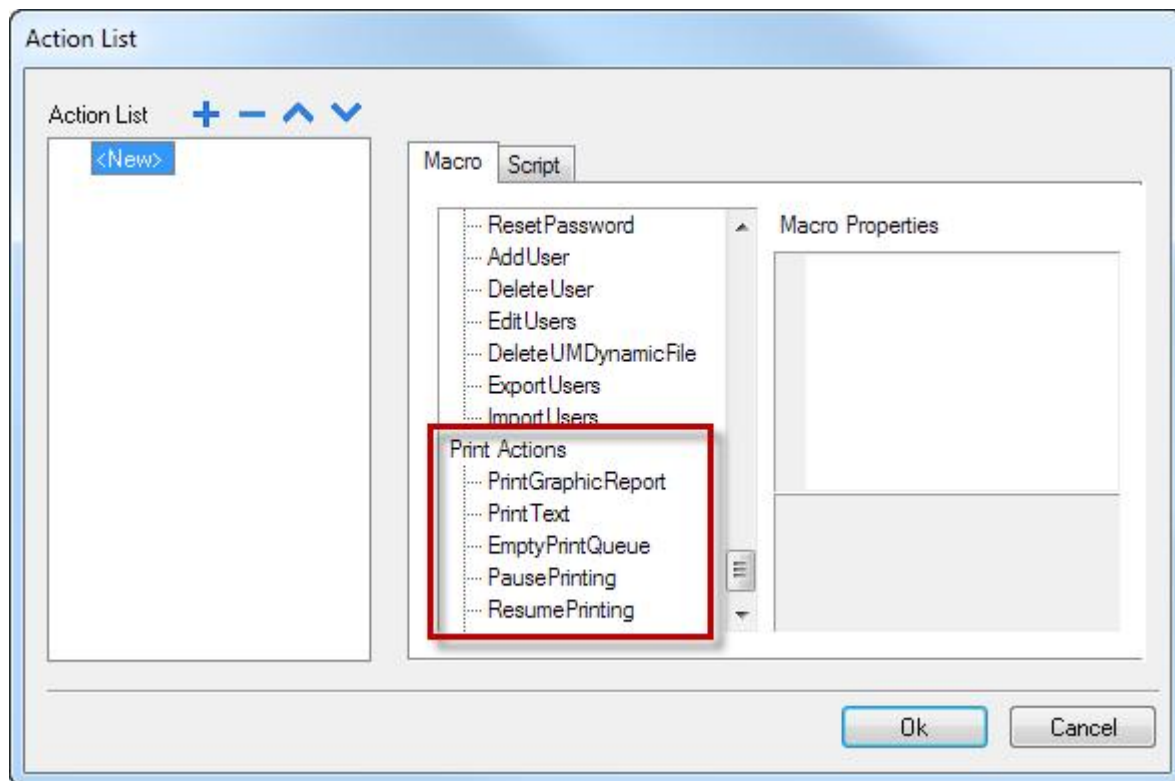 Action List
Action List
<New>
Macro Script
ResetPassword
AddUser
DeleteUser
EditUsers
DeleteUMDynamicFile
ExportUsers
ImportUsers
Print Actions
PrintGraphicReport
PrintText
EmptyPrintQueue
PausePrinting
ResumePrinting
Macro Properties
Ok Cancel